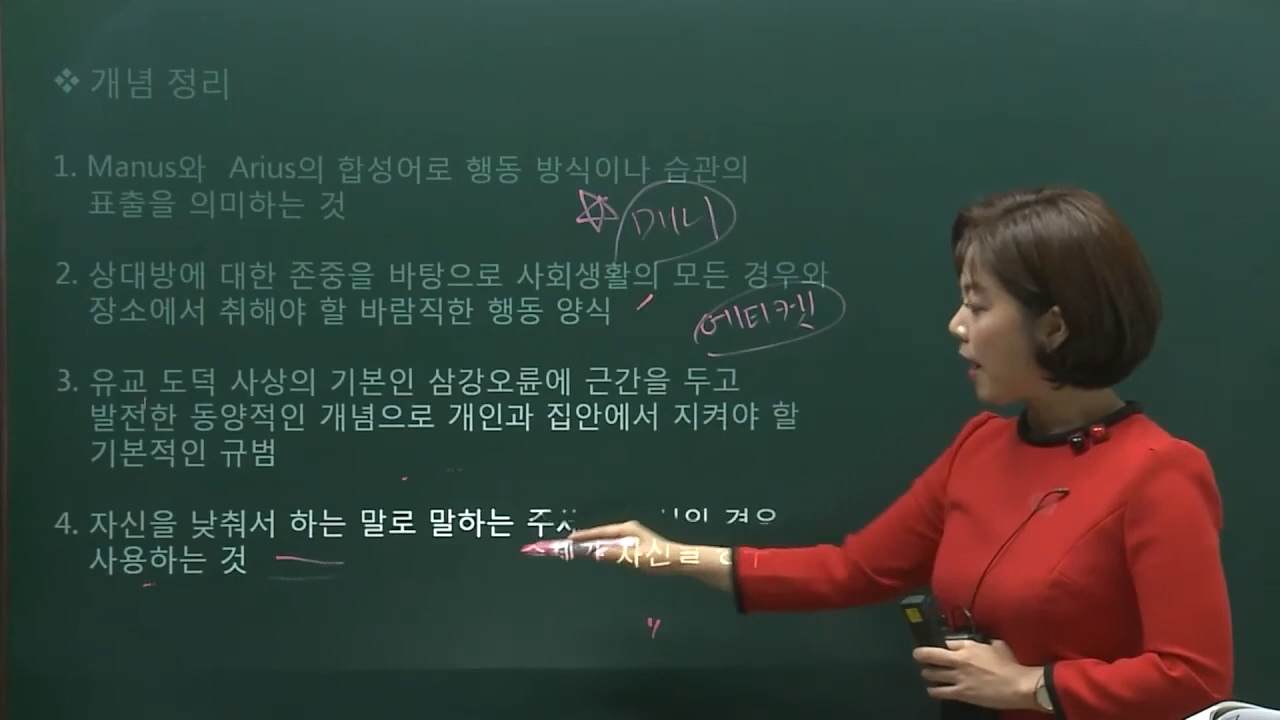 ❖ 개념 정리
1. Manus와 Arius의 합성어로 행동 방식이나 습관의
표출을 의미하는 것
매너
2. 상대방에 대한 존중을 바탕으로 사회생활의 모든 경우와
장소에서 취해야 할 바람직한 행동 양식
에티켓
3. 유교 도덕 사상의 기본인 삼강오륜에 근간을 두고
발전한 동양적인 개념으로 개인과 집안에서 지켜야 할
기본적인 규범
4. 자신을 낮춰서 하는 말로 말하는
사용하는 것